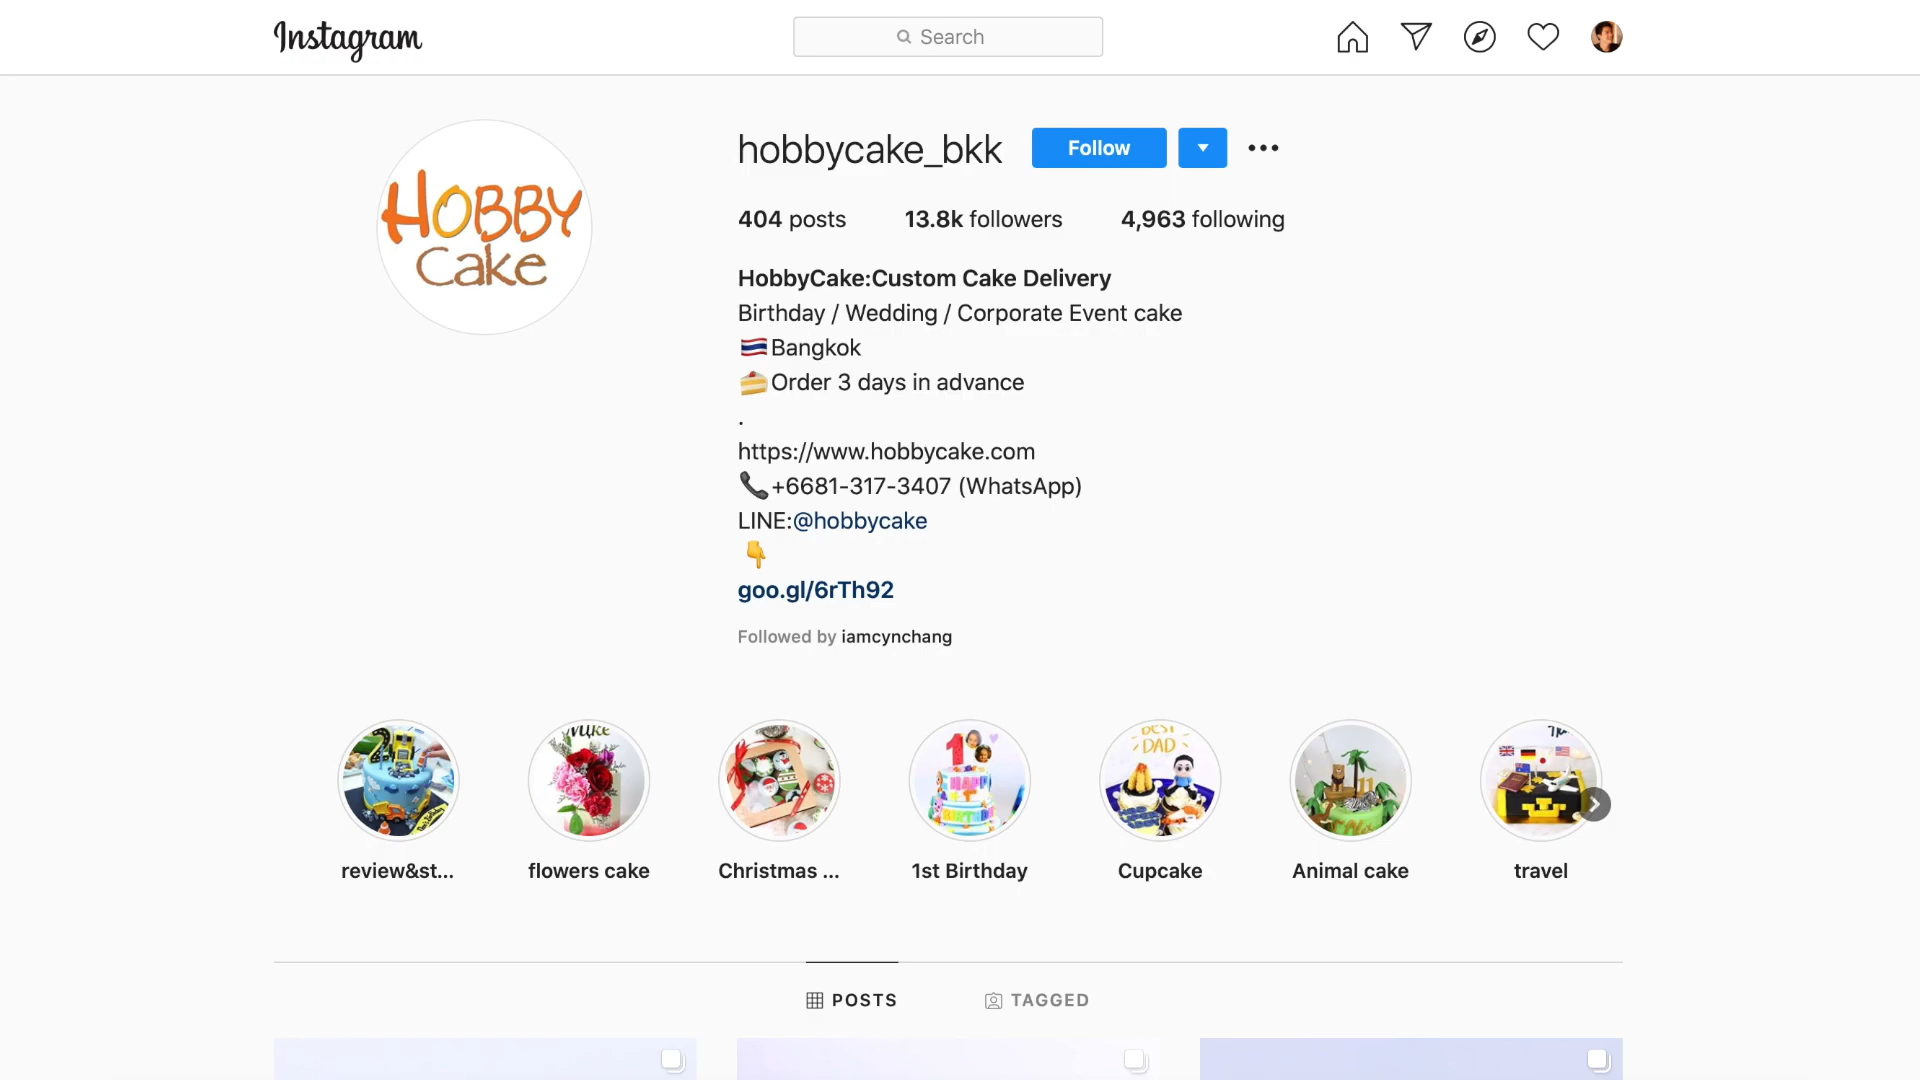 Instagram
Search
HOBBY
Cake
hobbycake_bkk
Follow
404 posts 13.8k followers 4,963 following
HobbyCake:Custom Cake Delivery
Birthday / Wedding / Corporate Event cake
🇹🇭Bangkok
🍰Order 3 days in advance
.
https://www.hobbycake.com
📞+6681-317-3407 (WhatsApp)
LINE:@hobbycake
👇
goo.gl/6rTh92
Followed by iamcynchang
BEST
DAD
HAPPY
BIRTHDAY
review&st...
flowers cake
Christmas ...
1st Birthday
Cupcake
Animal cake
travel
POSTS
TAGGED